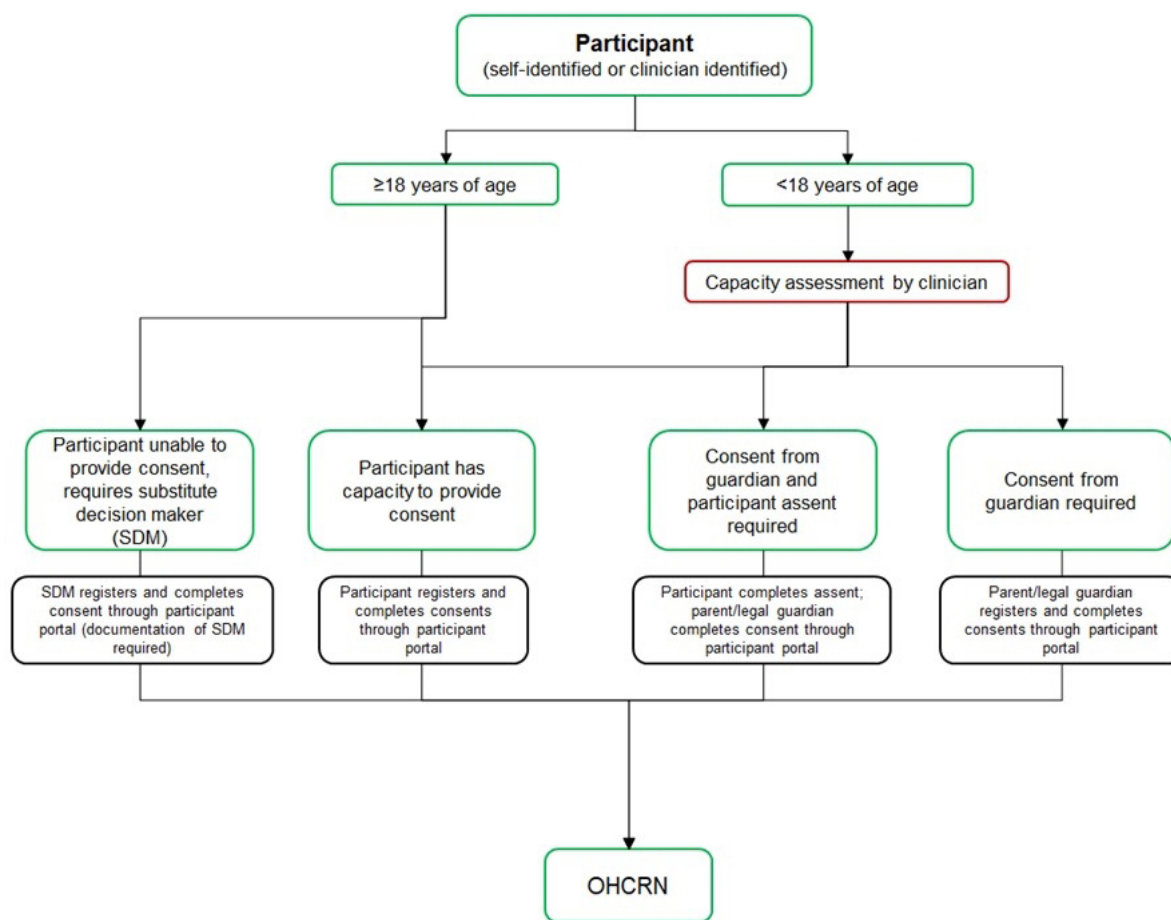 Participant
(self-identified or clinician identified)
≥18 years of age
<18 years of age
Capacity assessment by clinician
Participant unable to
provide consent,
requires substitute
decision maker
(SDM)
Participant has
capacity to provide
consent
Consent from
guardian and
participant assent
required
Consent from
guardian required
SDM registers and completes
consent through participant
portal (documentation of SDM
required)
Participant registers and
completes consents
through participant
portal
Participant completes assent;
parent/legal guardian
completes consent through
participant portal
Parent/legal guardian
registers and completes
consents through participant
portal
OHCRN